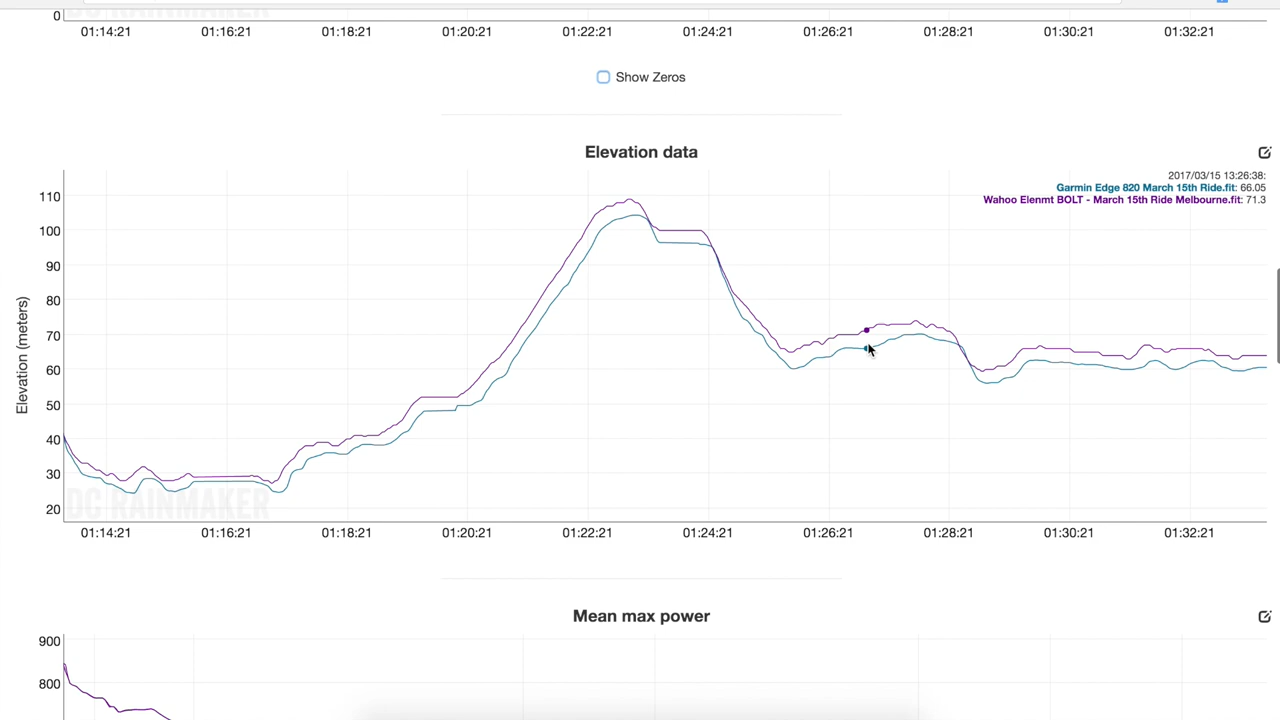 0
01:14:21 01:16:21 01:18:21 01:20:21 01:22:21 01:24:21 01:26:21 01:28:21 01:30:21 01:32:21
Show Zeros
Elevation data
2017/03/15 13:26:38:
Garmin Edge 820 March 15th Ride.fit: 66.05
Wahoo Elenmt BOLT - March 15th Ride Melbourne.fit: 71.3
Elevation (meters)
110
100
90
80
70
60
50
40
30
20
DC RAINMAKER
01:14:21 01:16:21 01:18:21 01:20:21 01:22:21 01:24:21 01:26:21 01:28:21 01:30:21 01:32:21
Mean max power
900
800